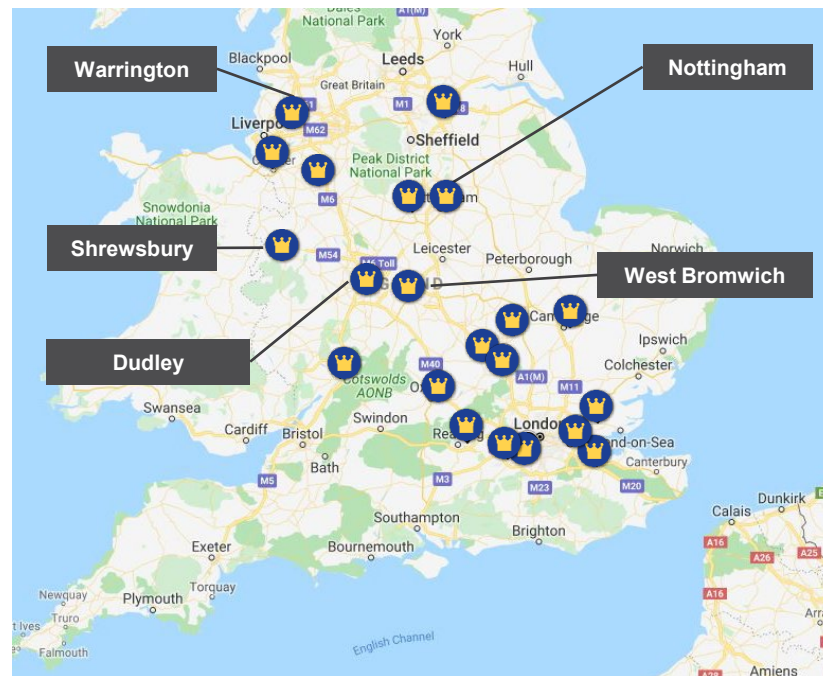 Dales
National Park
A1(M)
York
Blackpool
Leeds
Hull
Warrington
Nottingham
Great Britain
M1
M62
Sheffield
Peak District
National Park
M6
Snowdonia
National Park
Shrewsbury
M54
M6 Toll
Leicester
Peterborough
Norwich
West Bromwich
Dudley
Ipswich
Colchester
M40
A1(M)
M11
Cotswolds
AONB
Swansea
Swindon
Cardiff
Bristol
Bath
London
Canterbury
M5
M3
M23
M20
Southampton
Brighton
Calais
Dunkirk
A16
A26
A25
A16
Exeter
Bournemouth
Torquay
Plymouth
Newquay
Truro
Falmouth
English Channel
Amiens